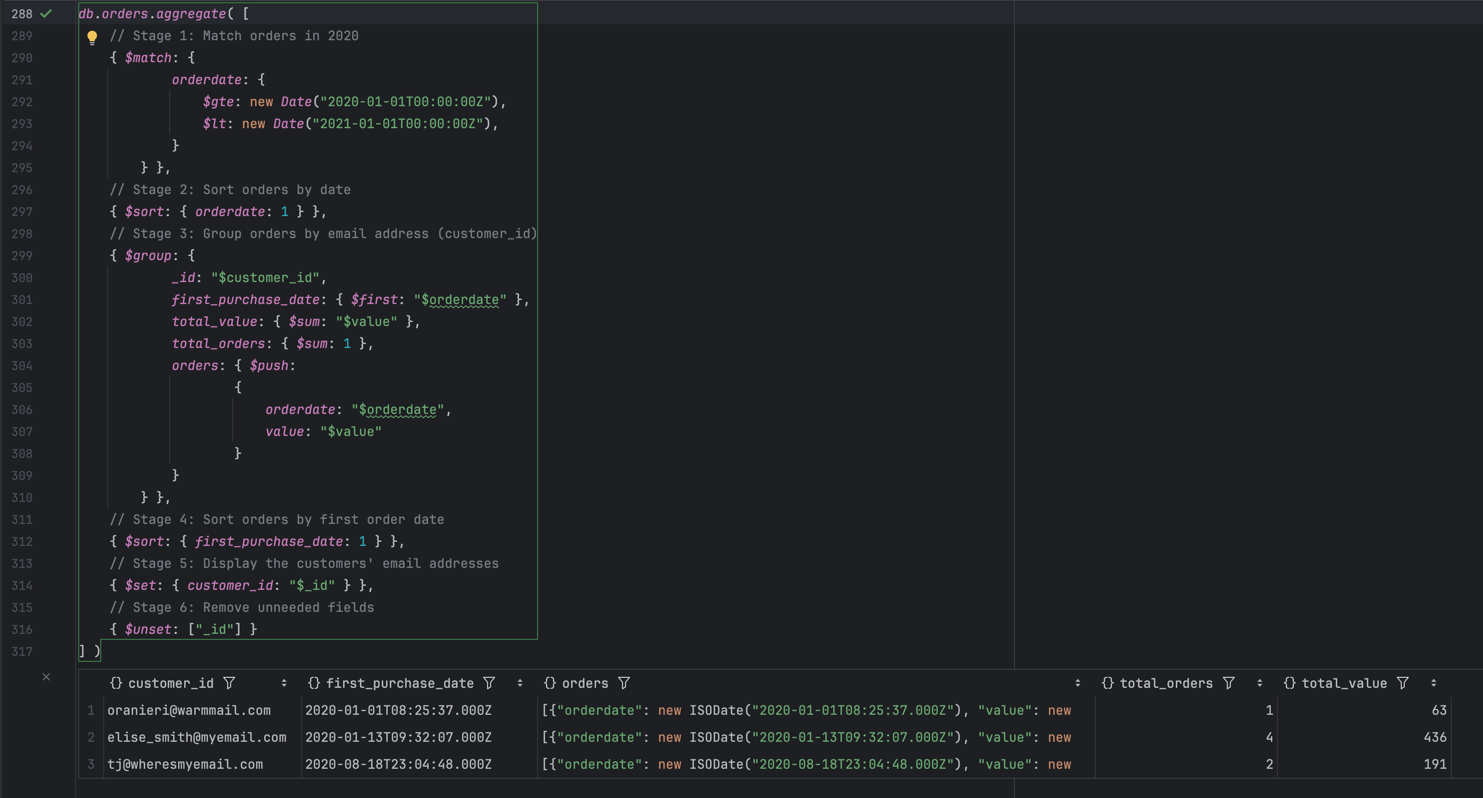 288 db.orders.aggregate( [
289 // Stage 1: Match orders in 2020
290 { $match: {
291 orderdate: {
292 $gte: new Date("2020-01-01T00:00:00Z"),
293 $lt: new Date("2021-01-01T00:00:00Z"),
294 }
295 } },
296 // Stage 2: Sort orders by date
297 { $sort: { orderdate: 1 } },
298 // Stage 3: Group orders by email address (customer_id)
299 { $group: {
300 _id: "$customer_id",
301 first_purchase_date: { $first: "$orderdate" },
302 total_value: { $sum: "$value" },
303 total_orders: { $sum: 1 },
304 orders: { $push:
305 {
306 orderdate: "$orderdate",
307 value: "$value"
308 }
309 }
310 } },
311 // Stage 4: Sort orders by first order date
312 { $sort: { first_purchase_date: 1 } },
313 // Stage 5: Display the customers' email addresses
314 { $set: { customer_id: "$_id" } },
315 // Stage 6: Remove unneeded fields
316 { $unset: ["_id"] }
317 ] )
{} customer_id {} first_purchase_date {} orders {} total_orders {} total_value
1 oranieri@warmmail.com 2020-01-01T08:25:37.000Z [{"orderdate": new ISODate("2020-01-01T08:25:37.000Z"), "value": new 1 63
2 elise_smith@myemail.com 2020-01-13T09:32:07.000Z [{"orderdate": new ISODate("2020-01-13T09:32:07.000Z"), "value": new 4 436
3 tj@wheresmyemail.com 2020-08-18T23:04:48.000Z [{"orderdate": new ISODate("2020-08-18T23:04:48.000Z"), "value": new 2 191